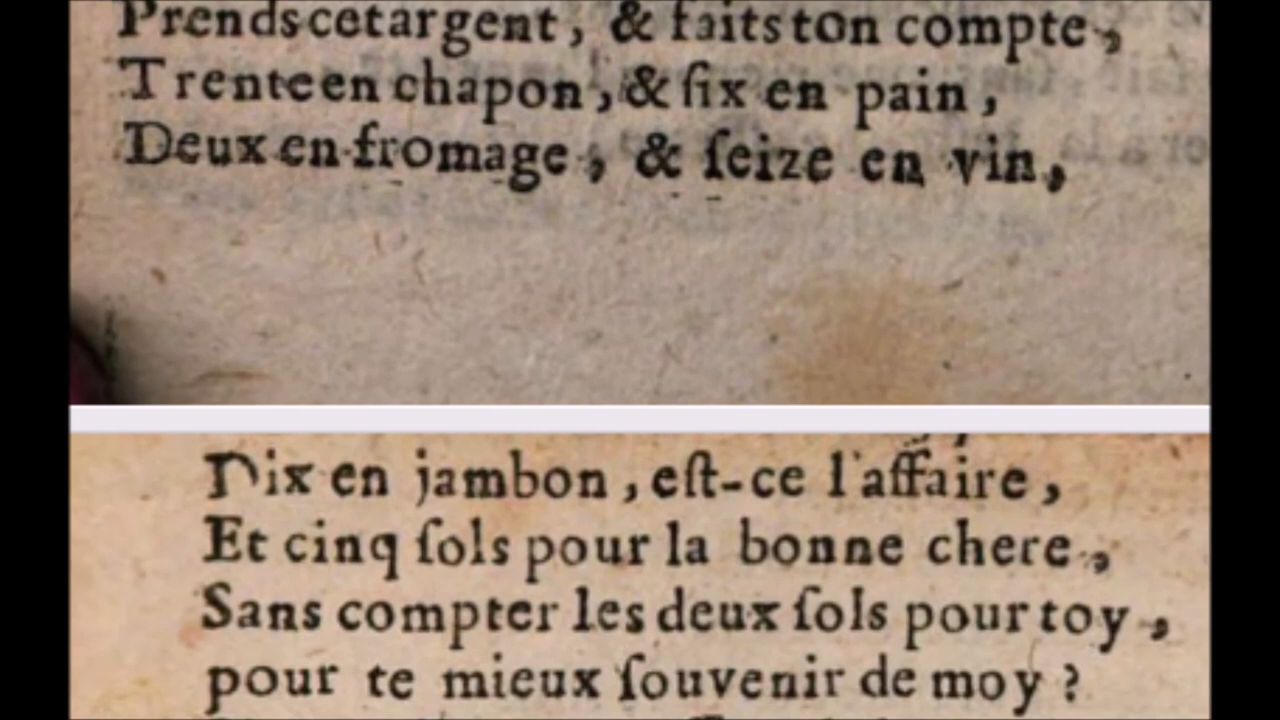 Prends cet argent, & faits ton compte,
Trente en chapon, & ſix en pain,
Deux en fromage, & ſeize en vin,
Dix en jambon, eſt-ce l'affaire,
Et cinq ſols pour la bonne chere,
Sans compter les deux ſols pour toy,
pour te mieux ſouvenir de moy ?